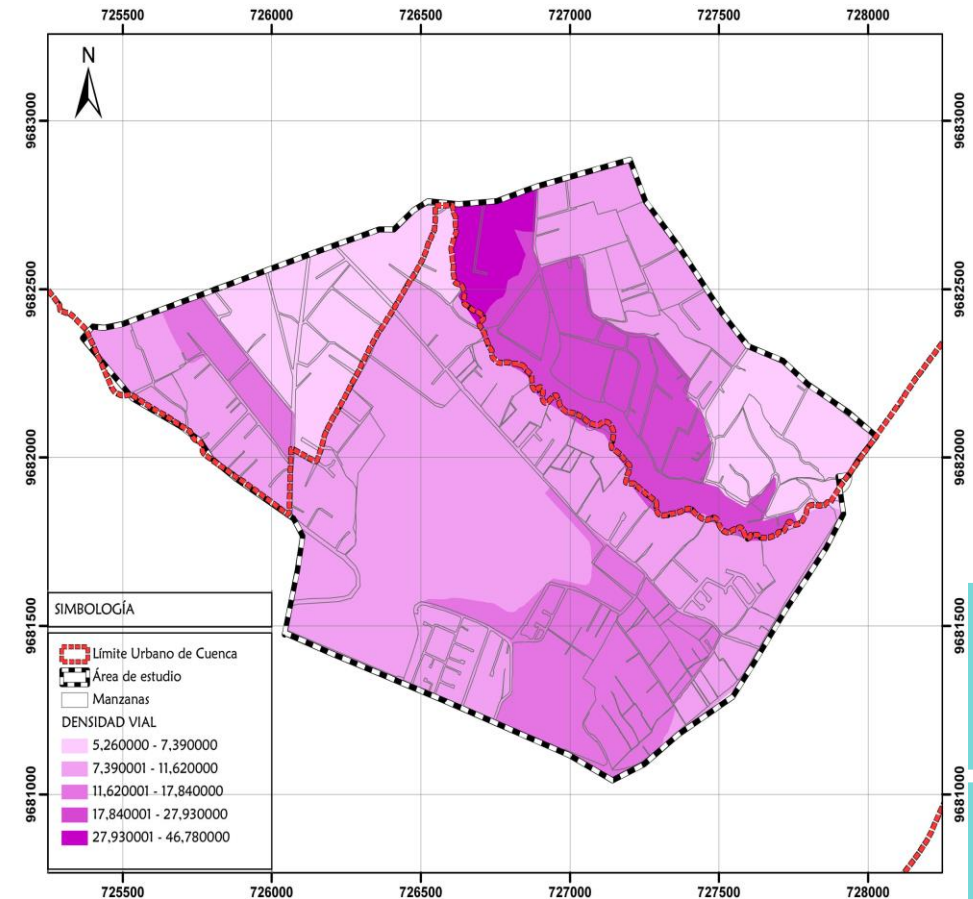 725500 726000 726500 727000 727500 728000
N
9683000 9683000
9682500 9682500
9682000 9682000
9681500 9681500
9681000 9681000
SIMBOLOGÍA
Límite Urbano de Cuenca
Área de estudio
Manzanas
DENSIDAD VIAL
5,260000 - 7,390000
7,390001 - 11,620000
11,620001 - 17,840000
17,840001 - 27,930000
27,930001 - 46,780000
725500 726000 726500 727000 727500 728000